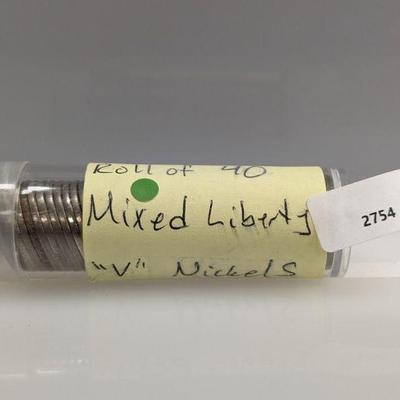 Roll of 40
Mixed Liberty
"V" Nickels
2754